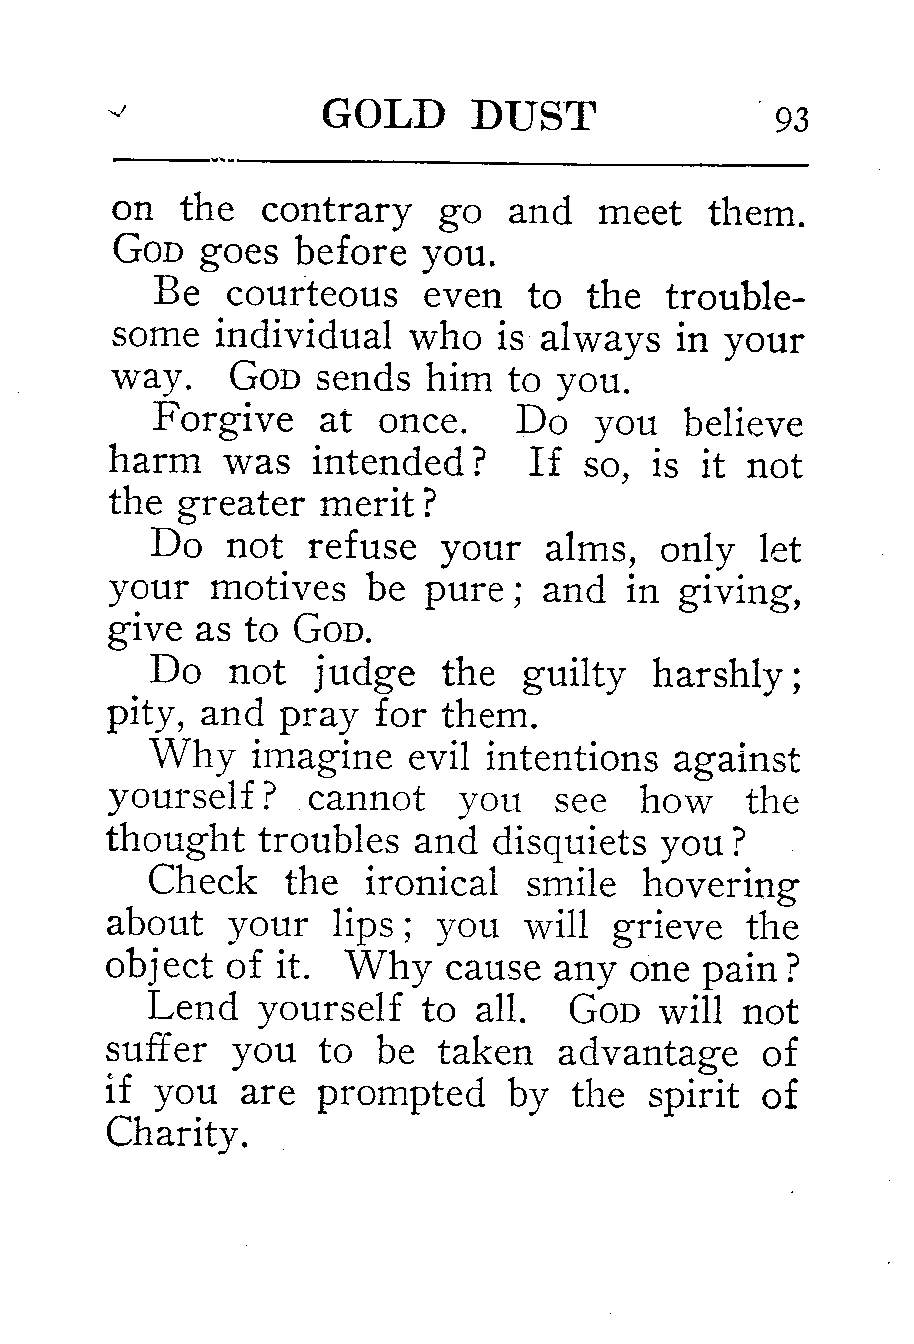 GOLD DUST 93
on the contrary go and meet them.
GOD goes before you.
Be courteous even to the trouble-
some individual who is always in your
way. GOD sends him to you.
Forgive at once. Do you believe
harm was intended? If so, is it not
the greater merit?
Do not refuse your alms, only let
your motives be pure; and in giving,
give as to GOD.
Do not judge the guilty harshly;
pity, and pray for them.
Why imagine evil intentions against
yourself? cannot you see how the
thought troubles and disquiets you?
Check the ironical smile hovering
about your lips; you will grieve the
object of it. Why cause any one pain?
Lend yourself to all. GOD will not
suffer you to be taken advantage of
if you are prompted by the spirit of
Charity.